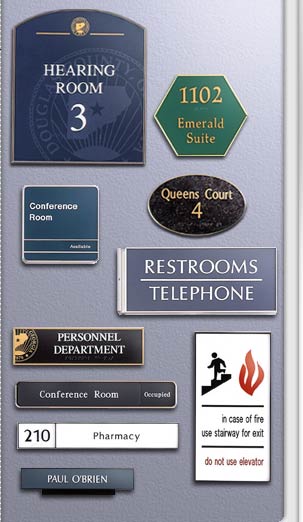 HEARING
ROOM
3
1102
Emerald
Suite
Conference
Room
Available
Queens Court
4
RESTROOMS
TELEPHONE
PERSONNEL
DEPARTMENT
Conference Room Occupied
210 Pharmacy
in case of fire
use stairway for exit
do not use elevator
PAUL O'BRIEN